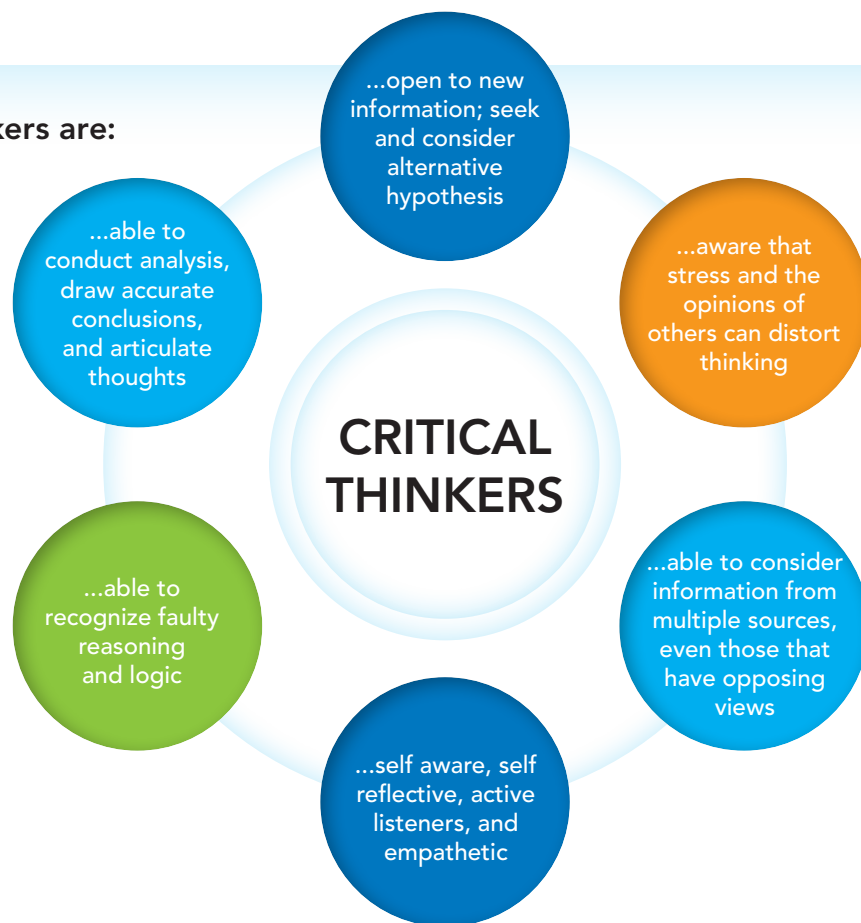 kers are:
...open to new
information; seek
and consider
alternative
hypothesis
...aware that
stress and the
opinions of
others can distort
thinking
...able to consider
information from
multiple sources,
even those that
have opposing
views
...self aware, self
reflective, active
listeners, and
empathetic
...able to
recognize faulty
reasoning
and logic
...able to
conduct analysis,
draw accurate
conclusions,
and articulate
thoughts
CRITICAL
THINKERS